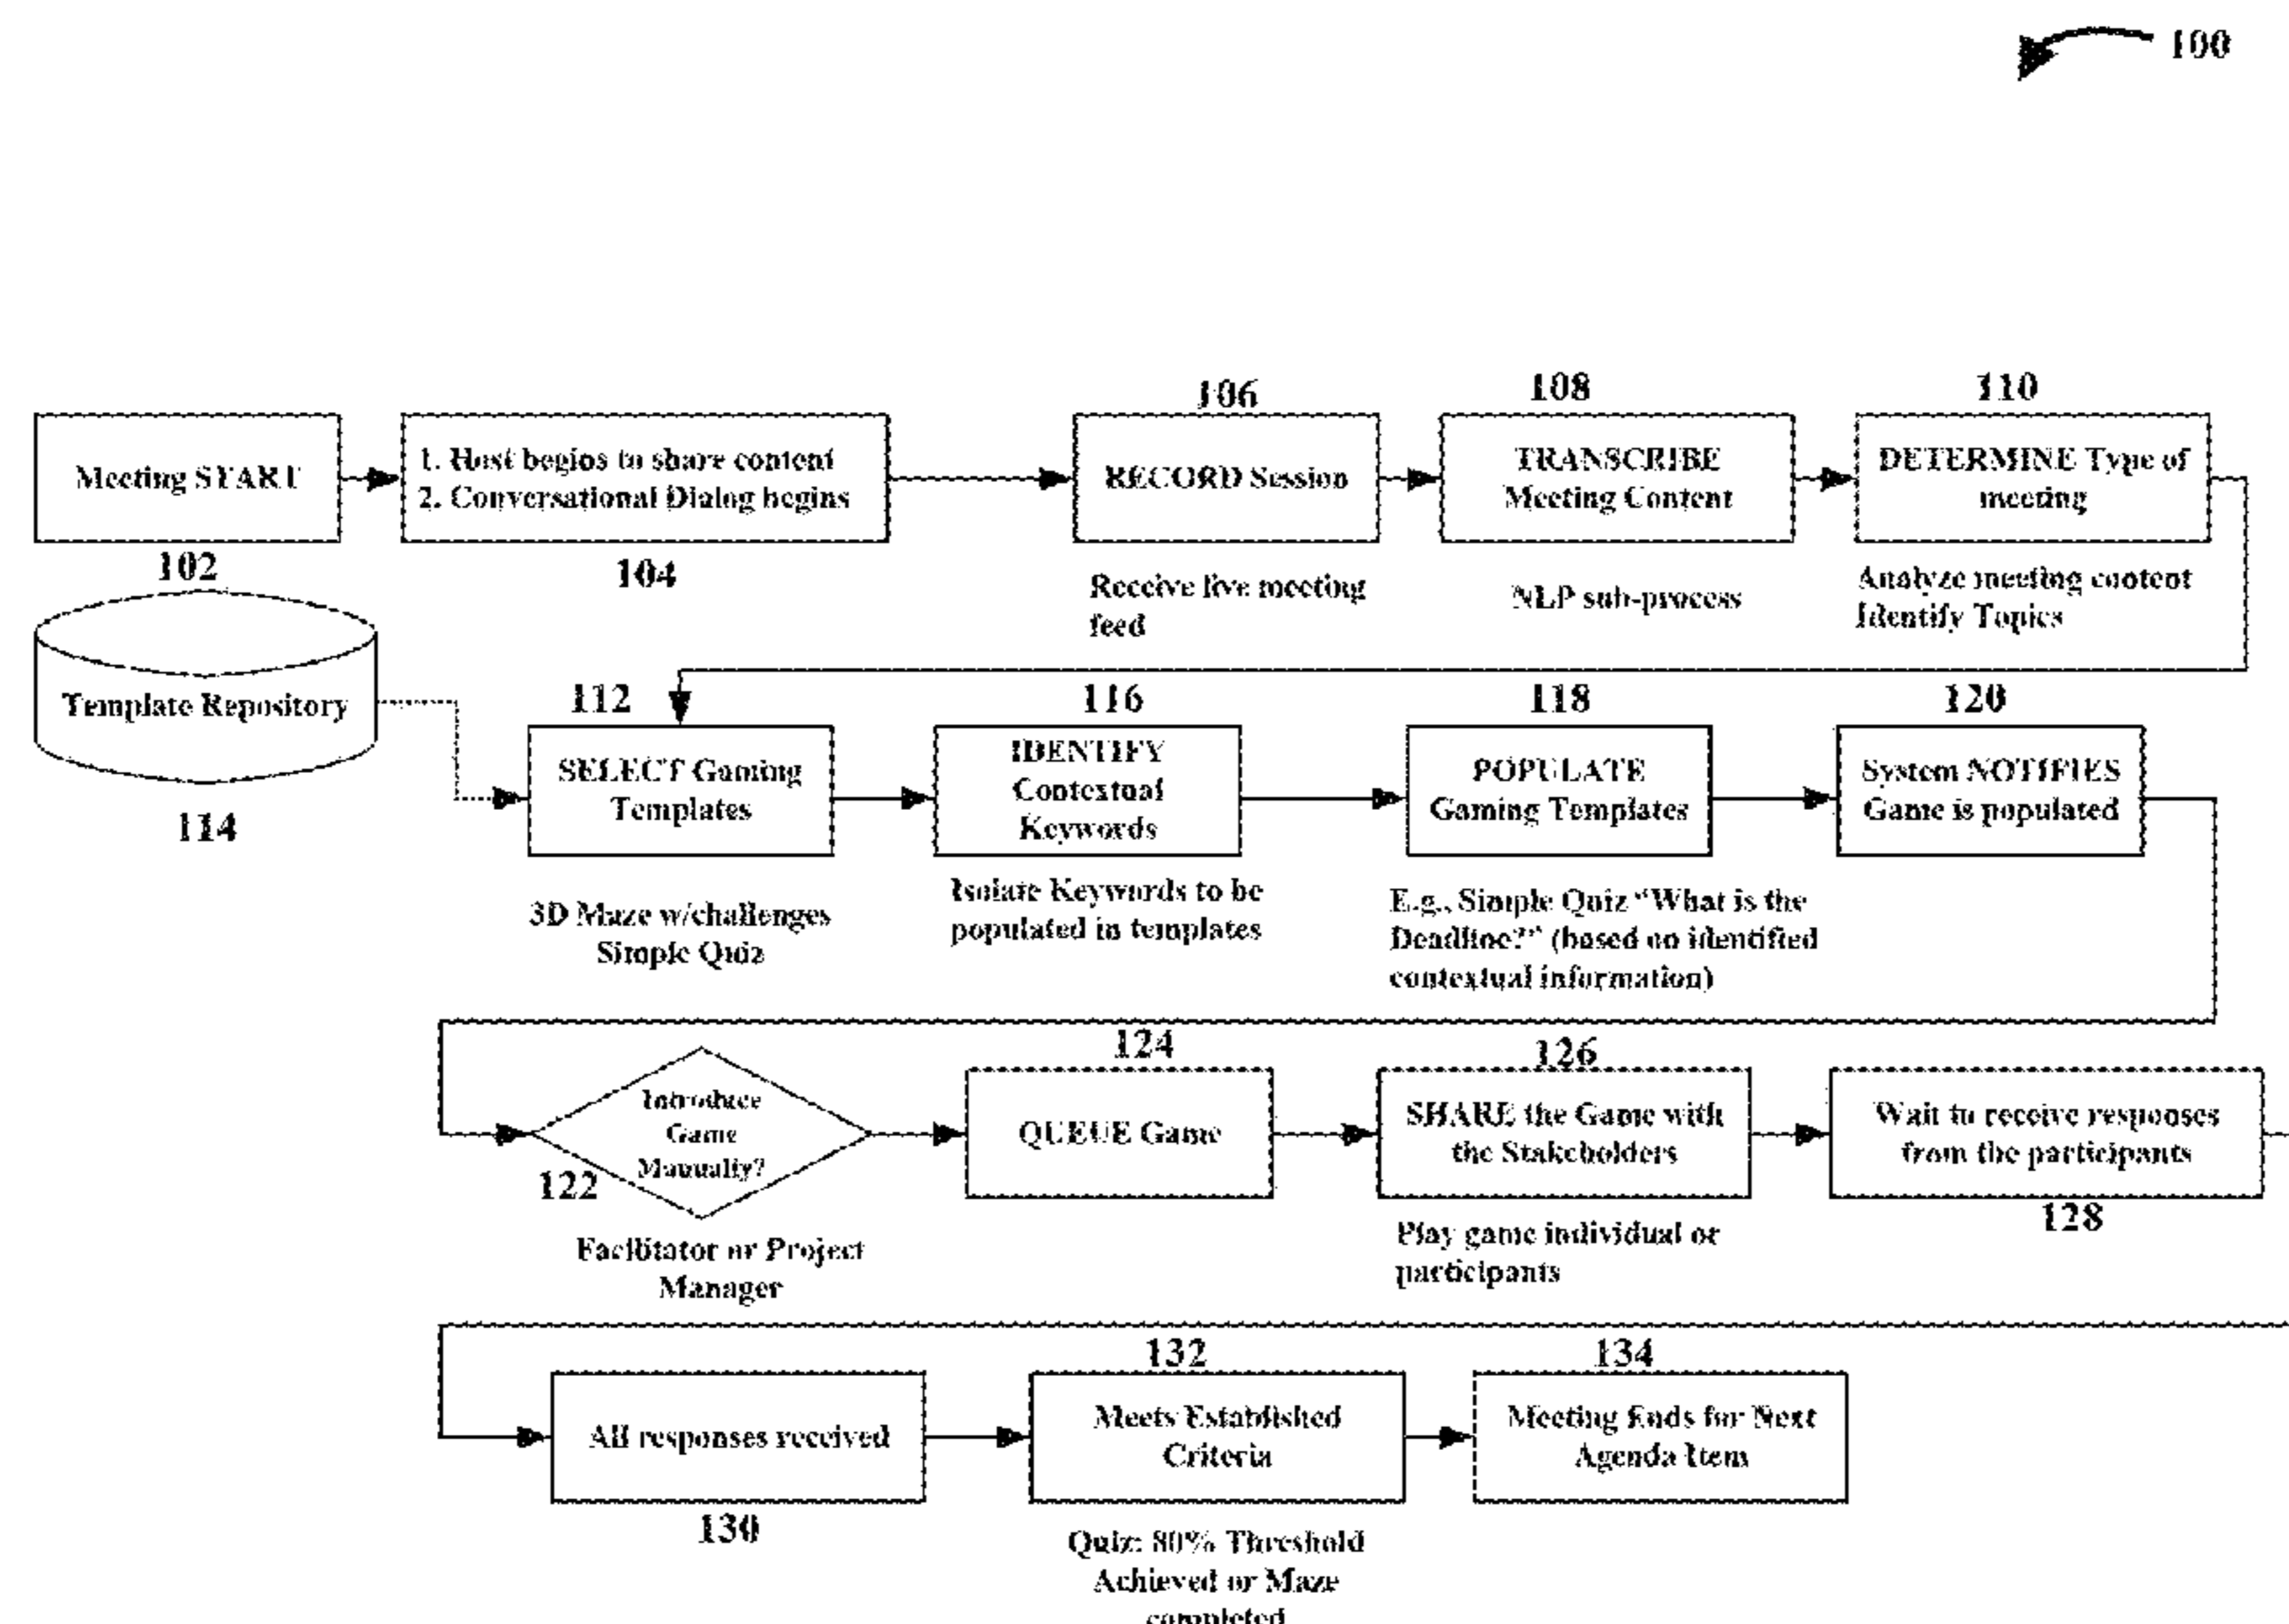 100
106
108
110
Meeting START
1. Host begins to share content
2. Conversational Dialog begins
RECORD Session
TRANSCRIBE
Meeting Content
DETERMINE Type of
meeting
102
104
Receive live meeting
feed
NLP sub-process
Analyze meeting content
Identify Topics
Template Repository
114
112
116
118
120
SELECT Gaming
Templates
IDENTIFY
Contextual
Keywords
POPULATE
Gaming Templates
System NOTIFIES
Game is populated
3D Maze w/challenges
Simple Quiz
Isolate Keywords to be
populated in templates
E.g., Simple Quiz “What is the
Deadline?” (based on identified
contextual information)
124
126
Introduce
Game
Manually?
122
QUEUE Game
SHARE the Game with
the Stakeholders
Wait to receive responses
from the participants
128
Facilitator or Project
Manager
Play game individual or
participants
132
134
All responses received
Meets Established
Criteria
Meeting Ends for Next
Agenda Item
130
Quiz: 80% Threshold
Achieved or Maze
completed